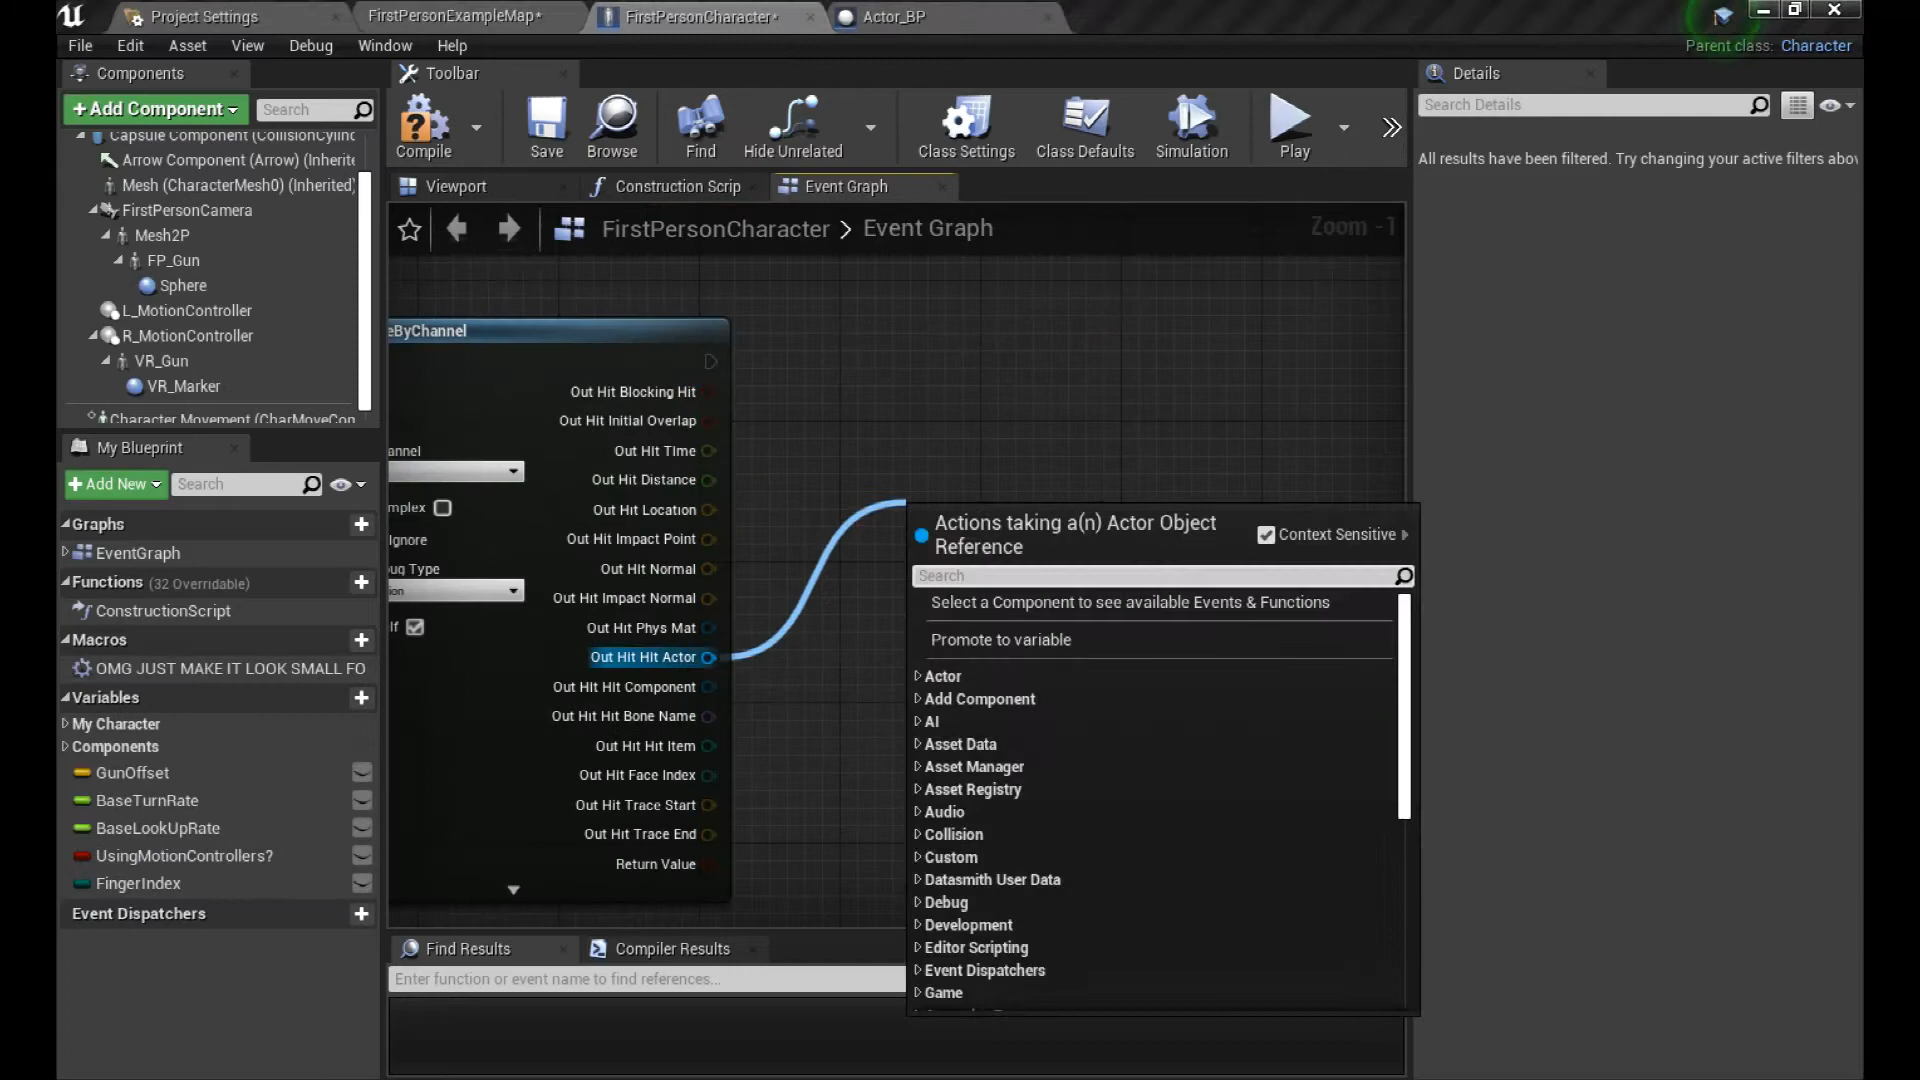 Project Settings
FirstPersonExampleMap*
FirstPersonCharacter*
Actor_BP
File Edit Asset View Debug Window Help
Parent class: Character
Components
Toolbar
Details
Add Component
Search
Search Details
Capsule Component (CollisionCylind
Arrow Component (Arrow) (Inherite
Mesh (CharacterMesh0) (Inherited)
FirstPersonCamera
Mesh2P
FP_Gun
Sphere
L_MotionController
R_MotionController
VR_Gun
VR_Marker
Character Movement (CharMoveCon
Compile
Save
Browse
Find
Hide Unrelated
Class Settings
Class Defaults
Simulation
Play
All results have been filtered. Try changing your active filters abov
Viewport
Construction Scrip
Event Graph
FirstPersonCharacter > Event Graph
Zoom -1
My Blueprint
Add New
Search
Graphs
EventGraph
Functions (32 Overridable)
ConstructionScript
Macros
OMG JUST MAKE IT LOOK SMALL FO
Variables
My Character
Components
GunOffset
BaseTurnRate
BaseLookUpRate
UsingMotionControllers?
FingerIndex
Event Dispatchers
eByChannel
annel
mplex
Ignore
ug Type
ion
lf
Out Hit Blocking Hit
Out Hit Initial Overlap
Out Hit Time
Out Hit Distance
Out Hit Location
Out Hit Impact Point
Out Hit Normal
Out Hit Impact Normal
Out Hit Phys Mat
Out Hit Hit Actor
Out Hit Hit Component
Out Hit Hit Bone Name
Out Hit Hit Item
Out Hit Face Index
Out Hit Trace Start
Out Hit Trace End
Return Value
Actions taking a(n) Actor Object
Reference
Context Sensitive
Search
Select a Component to see available Events & Functions
Promote to variable
Actor
Add Component
AI
Asset Data
Asset Manager
Asset Registry
Audio
Collision
Custom
Datasmith User Data
Debug
Development
Editor Scripting
Event Dispatchers
Game
Find Results
Compiler Results
Enter function or event name to find references...